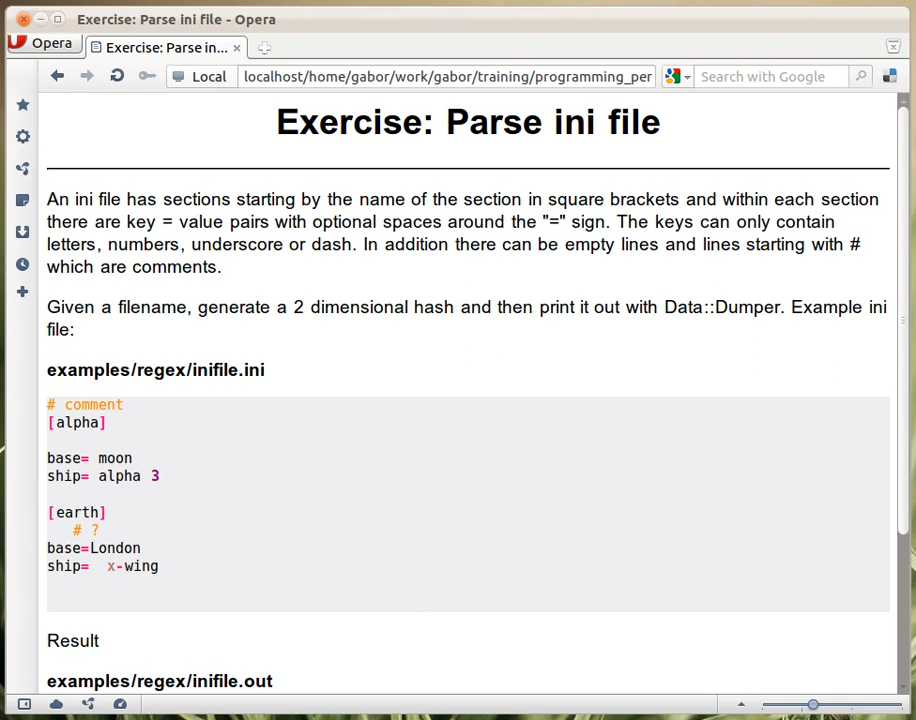 Exercise: Parse ini file - Opera
Opera
Exercise: Parse in...
Local
localhost/home/gabor/work/gabor/training/programming_per
Search with Google
Exercise: Parse ini file
An ini file has sections starting by the name of the section in square brackets and within each section
there are key = value pairs with optional spaces around the "=" sign. The keys can only contain
letters, numbers, underscore or dash. In addition there can be empty lines and lines starting with #
which are comments.
Given a filename, generate a 2 dimensional hash and then print it out with Data::Dumper. Example ini
file:
examples/regex/inifile.ini
# comment
[alpha]
base= moon
ship= alpha 3
[earth]
# ?
base=London
ship=  x-wing
Result
examples/regex/inifile.out